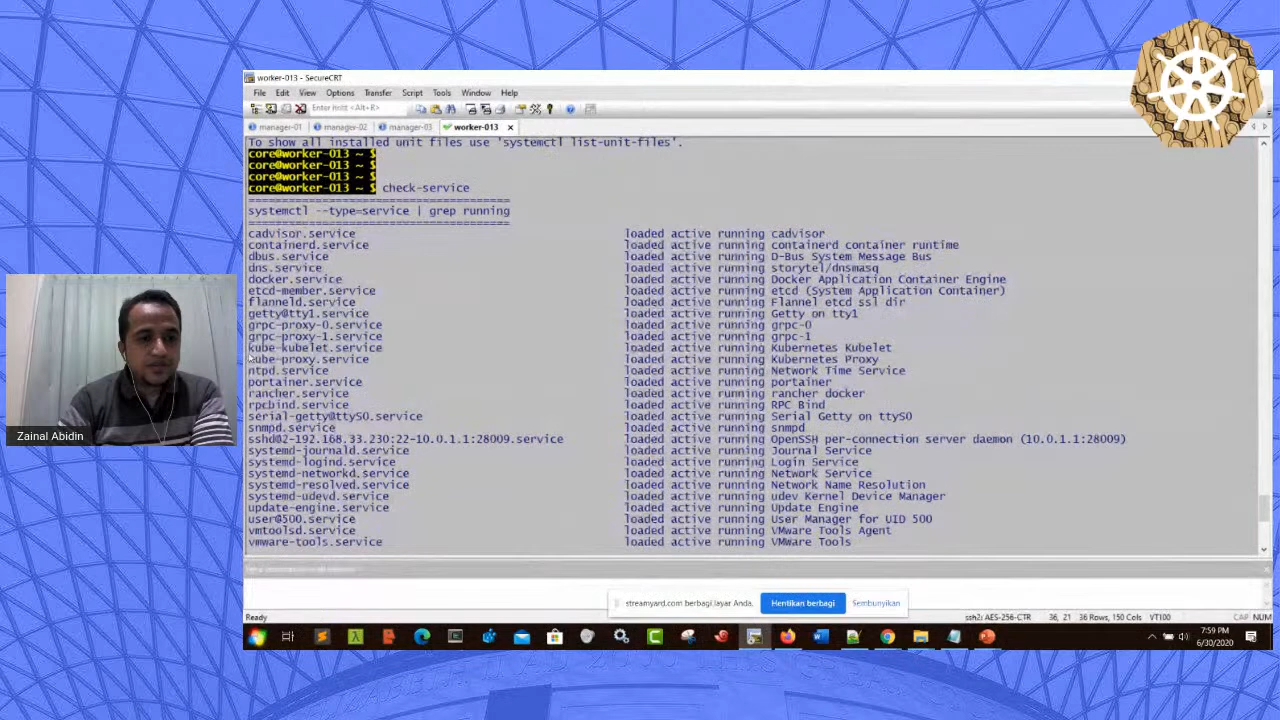 worker-013 - SecureCRT
File Edit View Options Transfer Script Tools Window Help
Enter host <Alt+R>
manager-01 manager-02 manager-03 worker-013
To show all installed unit files use 'systemctl list-unit-files'.
core@worker-013 ~ $
core@worker-013 ~ $
core@worker-013 ~ $
core@worker-013 ~ $ check-service
=======================================
systemctl --type=service | grep running
=======================================
cadvisor.service loaded active running cadvisor
containerd.service loaded active running containerd container runtime
dbus.service loaded active running D-Bus System Message Bus
dns.service loaded active running storytel/dnsmasq
docker.service loaded active running Docker Application Container Engine
etcd-member.service loaded active running etcd (System Application Container)
flanneld.service loaded active running Flannel etcd ssl dir
getty@tty1.service loaded active running Getty on tty1
grpc-proxy-0.service loaded active running grpc-0
grpc-proxy-1.service loaded active running grpc-1
kube-kubelet.service loaded active running Kubernetes Kubelet
kube-proxy.service loaded active running Kubernetes Proxy
ntpd.service loaded active running Network Time Service
portainer.service loaded active running portainer
rancher.service loaded active running rancher docker
rpcbind.service loaded active running RPC Bind
serial-getty@ttyS0.service loaded active running Serial Getty on ttyS0
snmpd.service loaded active running snmpd
sshd@2-192.168.33.230:22-10.0.1.1:28009.service loaded active running OpenSSH per-connection server daemon (10.0.1.1:28009)
systemd-journald.service loaded active running Journal Service
systemd-logind.service loaded active running Login Service
systemd-networkd.service loaded active running Network Service
systemd-resolved.service loaded active running Network Name Resolution
systemd-udevd.service loaded active running udev Kernel Device Manager
update-engine.service loaded active running Update Engine
user@500.service loaded active running User Manager for UID 500
vmtoolsd.service loaded active running VMware Tools Agent
vmware-tools.service loaded active running VMware Tools
Zainal Abidin
streamyard.com berbagi layar Anda. Hentikan berbagi Sembunyikan
Ready ssh2: AES-256-CTR 36, 21 36 Rows, 150 Cols VT100 CAP NUM
7:59 PM
6/30/2020